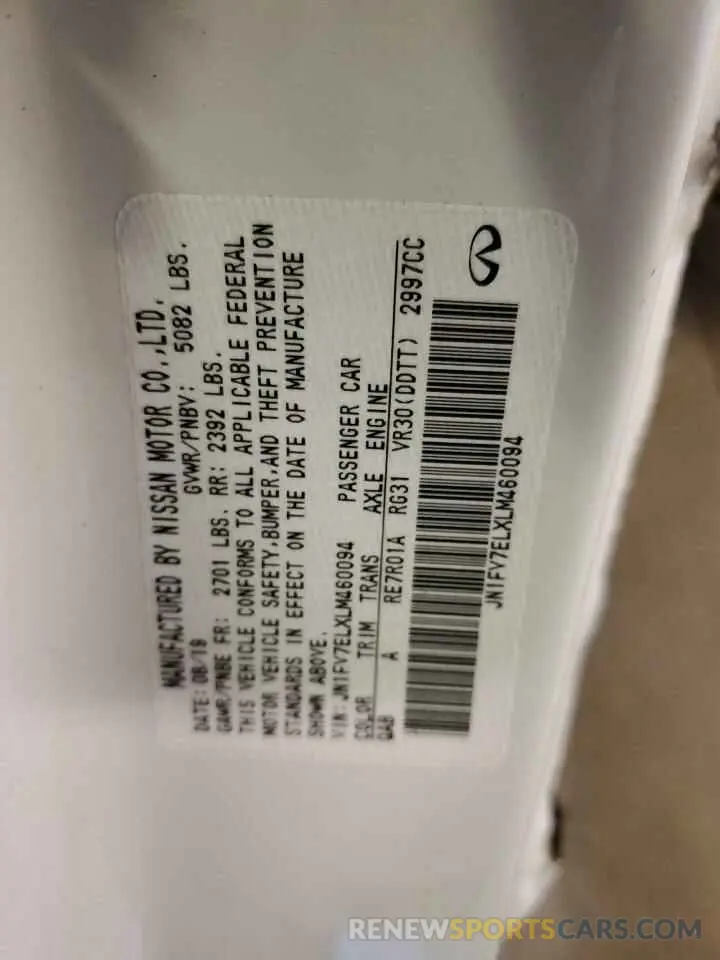 MANUFACTURED BY NISSAN MOTOR CO.,LTD.
DATE: 08/19 GVWR/PNBV: 5082 LBS.
GAWR/PNBE FR: 2701 LBS. RR: 2392 LBS.
THIS VEHICLE CONFORMS TO ALL APPLICABLE FEDERAL
MOTOR VEHICLE SAFETY,BUMPER,AND THEFT PREVENTION
STANDARDS IN EFFECT ON THE DATE OF MANUFACTURE
SHOWN ABOVE.
VIN: JN1FV7ELXLM460094 PASSENGER CAR
COLOR TRIM TRANS AXLE ENGINE
QAB A RE7R01A RG31 VR30(DDTT) 2997CC
JN1FV7ELXLM460094
RENEWSPORTSCARS.COM